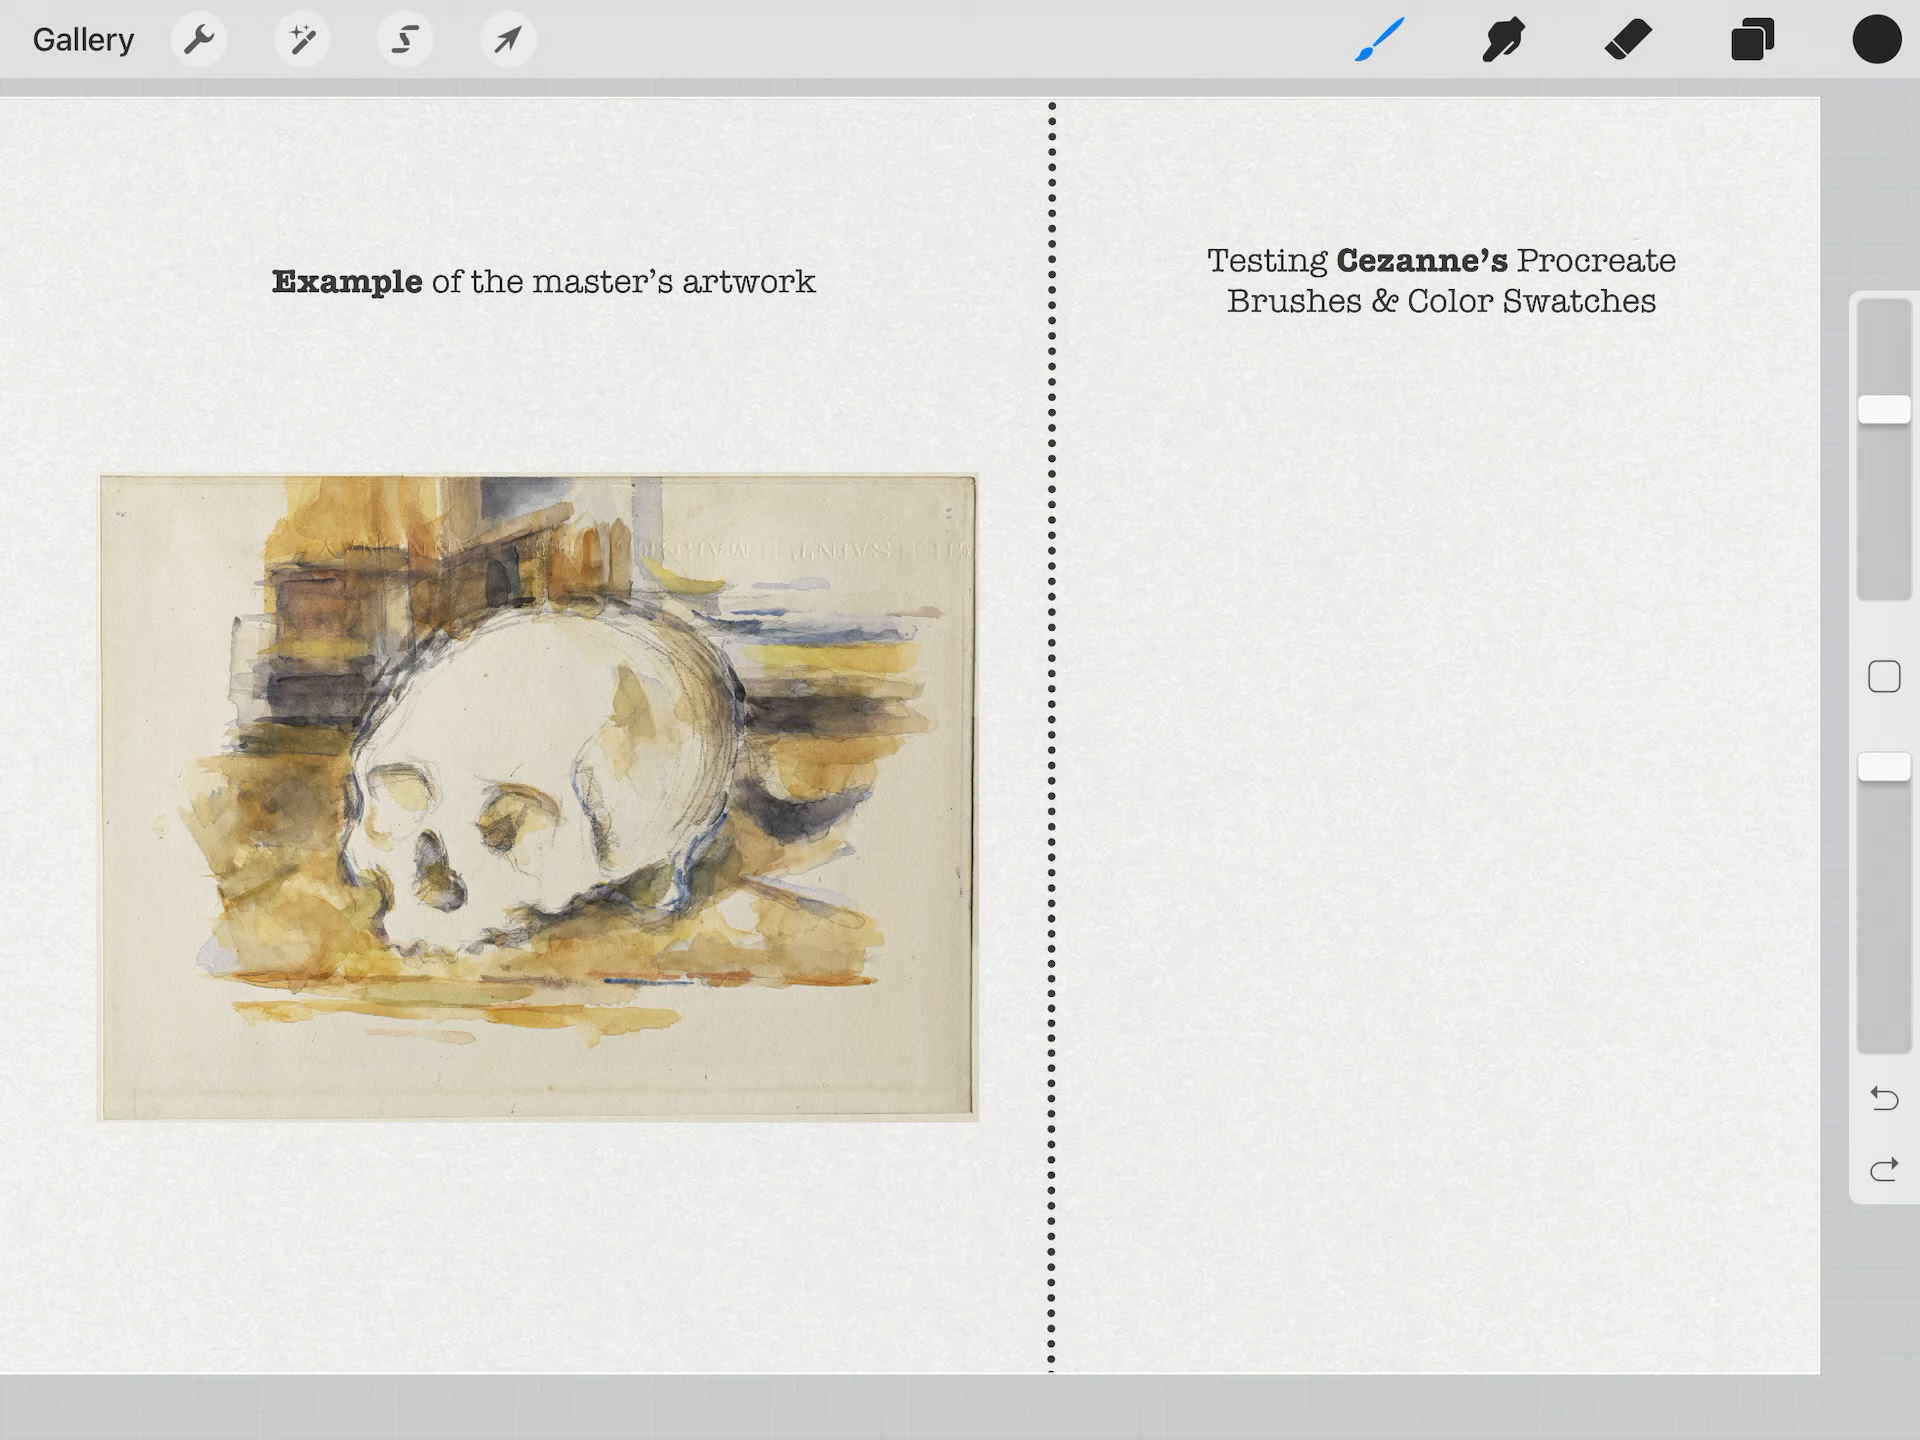 Gallery
Example of the master's artwork
Testing Cezanne's Procreate
Brushes & Color Swatches